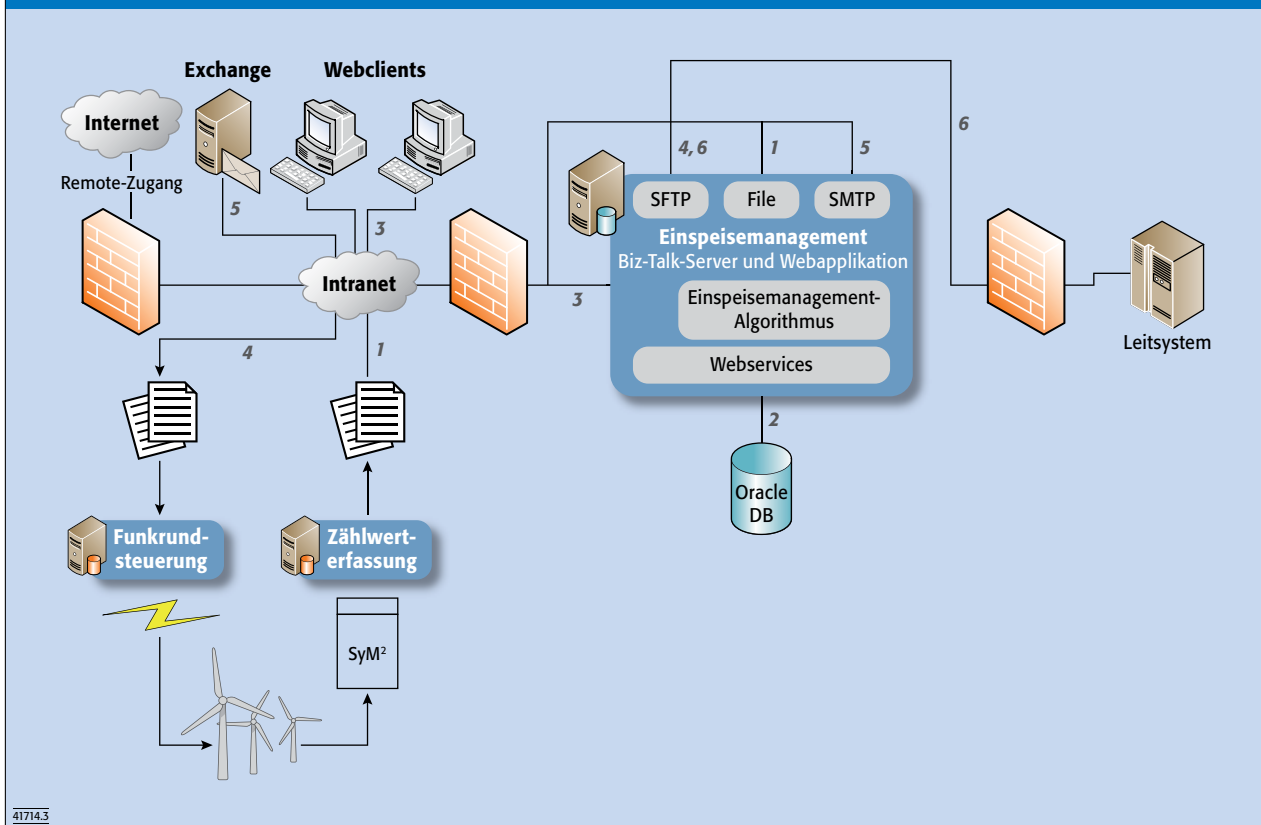 Exchange
Webclients
Internet
Remote-Zugang
5
3
Intranet
4
1
3
4, 6
1
5
6
SFTP
File
SMTP
Einspeisemanagement
Biz-Talk-Server und Webapplikation
Einspeisemanagement-
Algorithmus
Webservices
2
Oracle
DB
Leitsystem
Funkrund-
steuerung
Zählwert-
erfassung
SyM²
41714.3